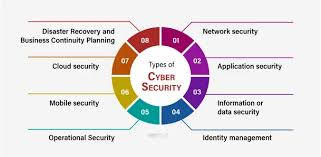 Disaster Recovery and
Business Continuity Planning
Cloud security
Mobile security
Operational Security
08
07
06
05
01
02
03
04
Types of
CYBER
SECURITY
Network security
Application security
Information or
data security
Identity management